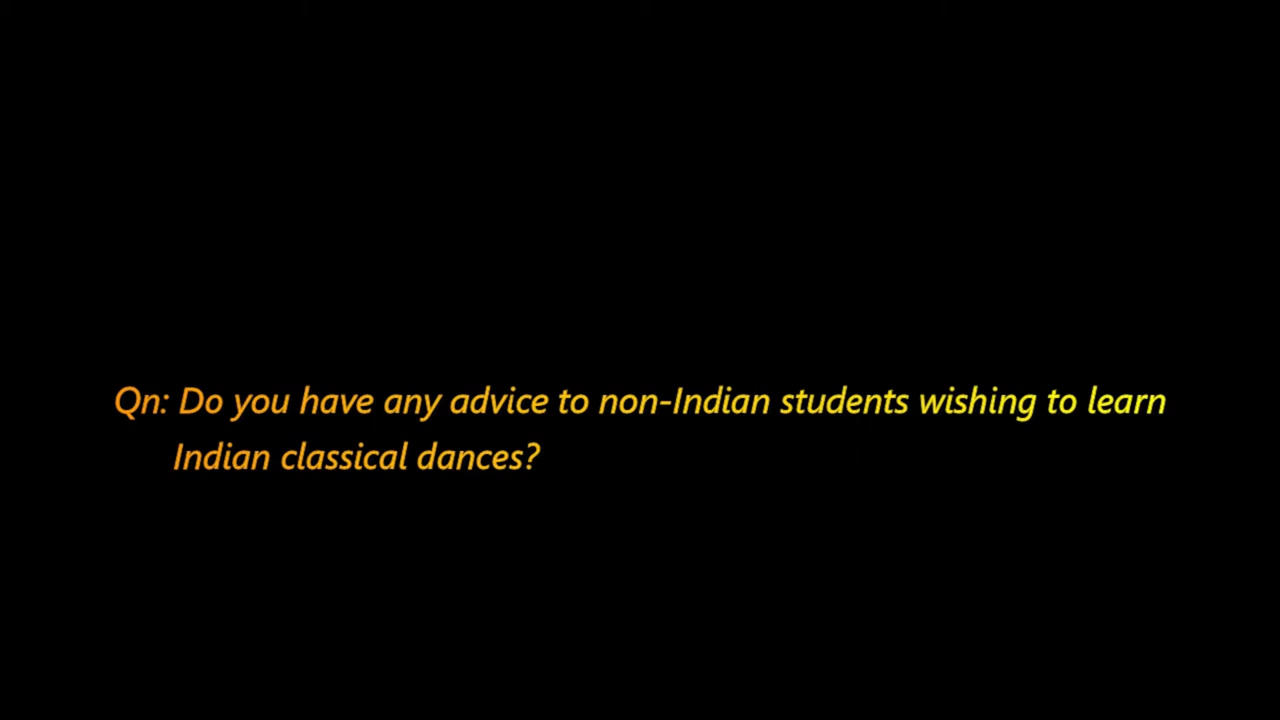 Qn: Do you have any advice to non-Indian students wishing to learn
Indian classical dances?